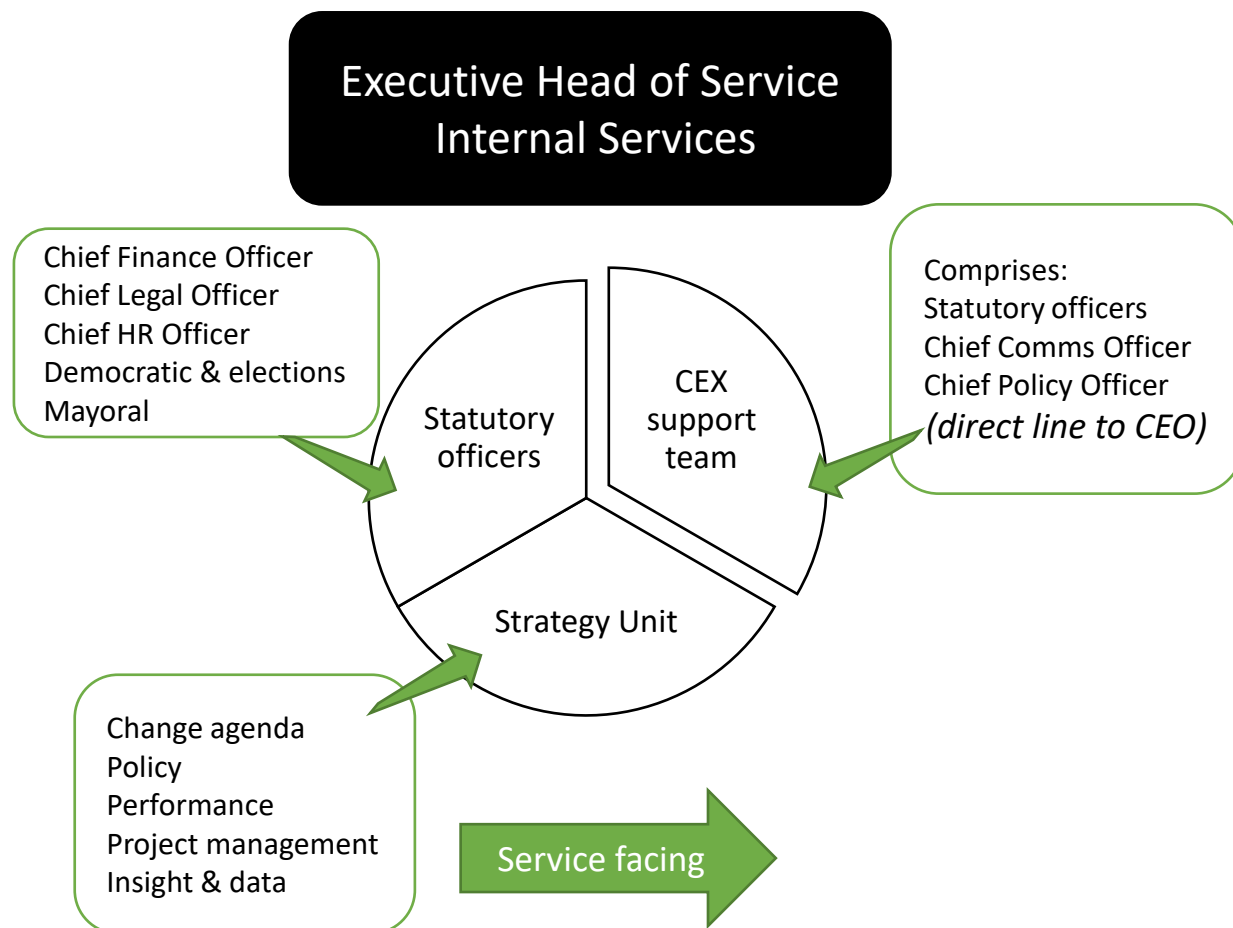 Executive Head of Service
Internal Services
Chief Finance Officer
Chief Legal Officer
Chief HR Officer
Democratic & elections
Mayoral
Comprises:
Statutory officers
Chief Comms Officer
Chief Policy Officer
(direct line to CEO)
Statutory
officers
CEX
support
team
Strategy Unit
Change agenda
Policy
Performance
Project management
Insight & data
Service facing